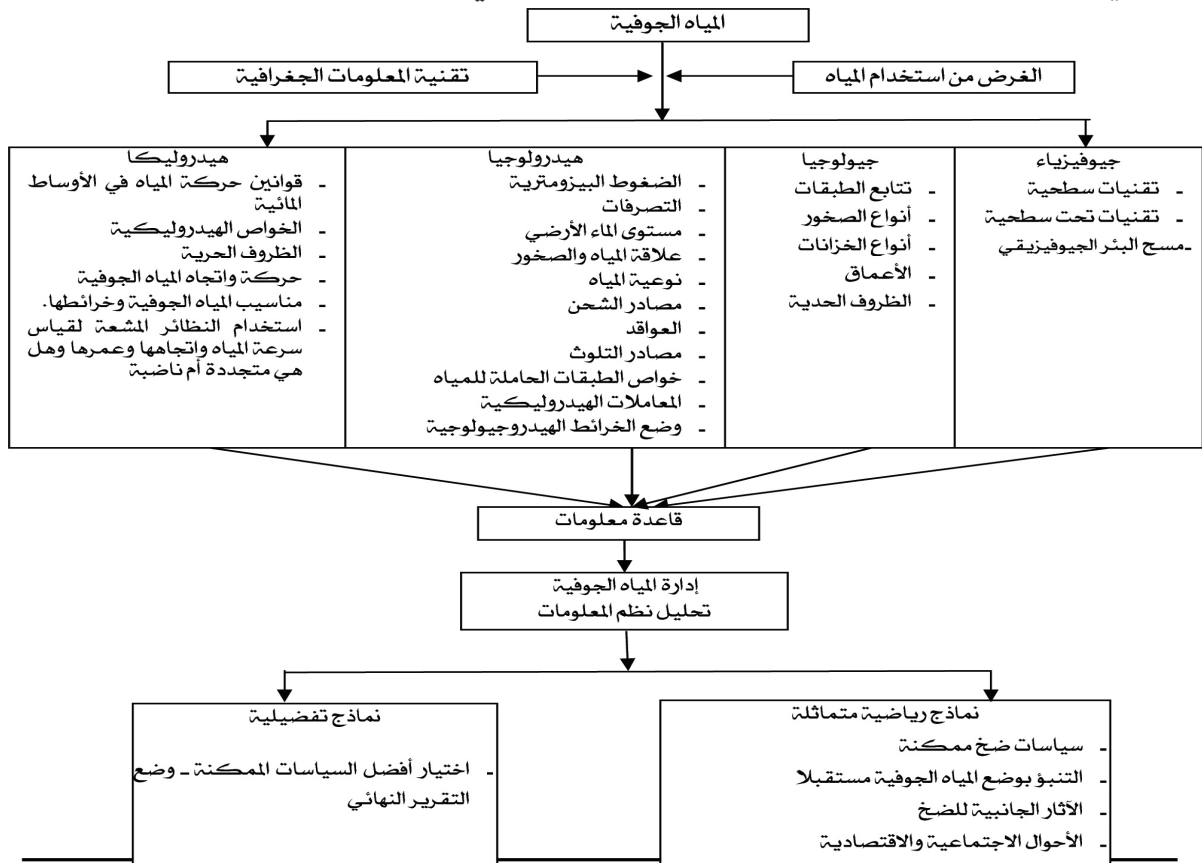 المياه الجوفية
الغرض من استخدام المياه
تقنية المعلومات الجغرافية
جيوفيزياء
- تقنيات سطحية
- تقنيات تحت سطحية
-مسح البئر الجيوفيزيقي
جيولوجيا
- تتابع الطبقات
- أنواع الصخور
- أنواع الخزانات
- الأعماق
- الظروف الحدية
هيدرولوجيا
- الضغوط البيزومترية
- التصرفات
- مستوى الماء الأرضي
- علاقة المياه والصخور
- نوعية المياه
- مصادر الشحن
- العواقد
- مصادر التلوث
- خواص الطبقات الحاملة للمياه
- المعاملات الهيدروليكية
- وضع الخرائط الهيدروجيولوجية
هيدروليكا
- قوانين حركة المياه في الأوساط
المائية
- الخواص الهيدروليكية
- الظروف الحرية
- حركة واتجاه المياه الجوفية
- مناسيب المياه الجوفية وخرائطها.
- استخدام النظائر المشعة لقياس
سرعة المياه واتجاهها وعمرها وهل
هي متجددة أم ناضبة
قاعدة معلومات
إدارة المياه الجوفية
تحليل نظم المعلومات
نماذج رياضية متماثلة
- سياسات ضخ ممكنة
- التنبؤ بوضع المياه الجوفية مستقبلا
- الآثار الجانبية للضخ
- الأحوال الاجتماعية والاقتصادية
نماذج تفضيلية
- اختيار أفضل السياسات الممكنة – وضع
التقرير النهائي